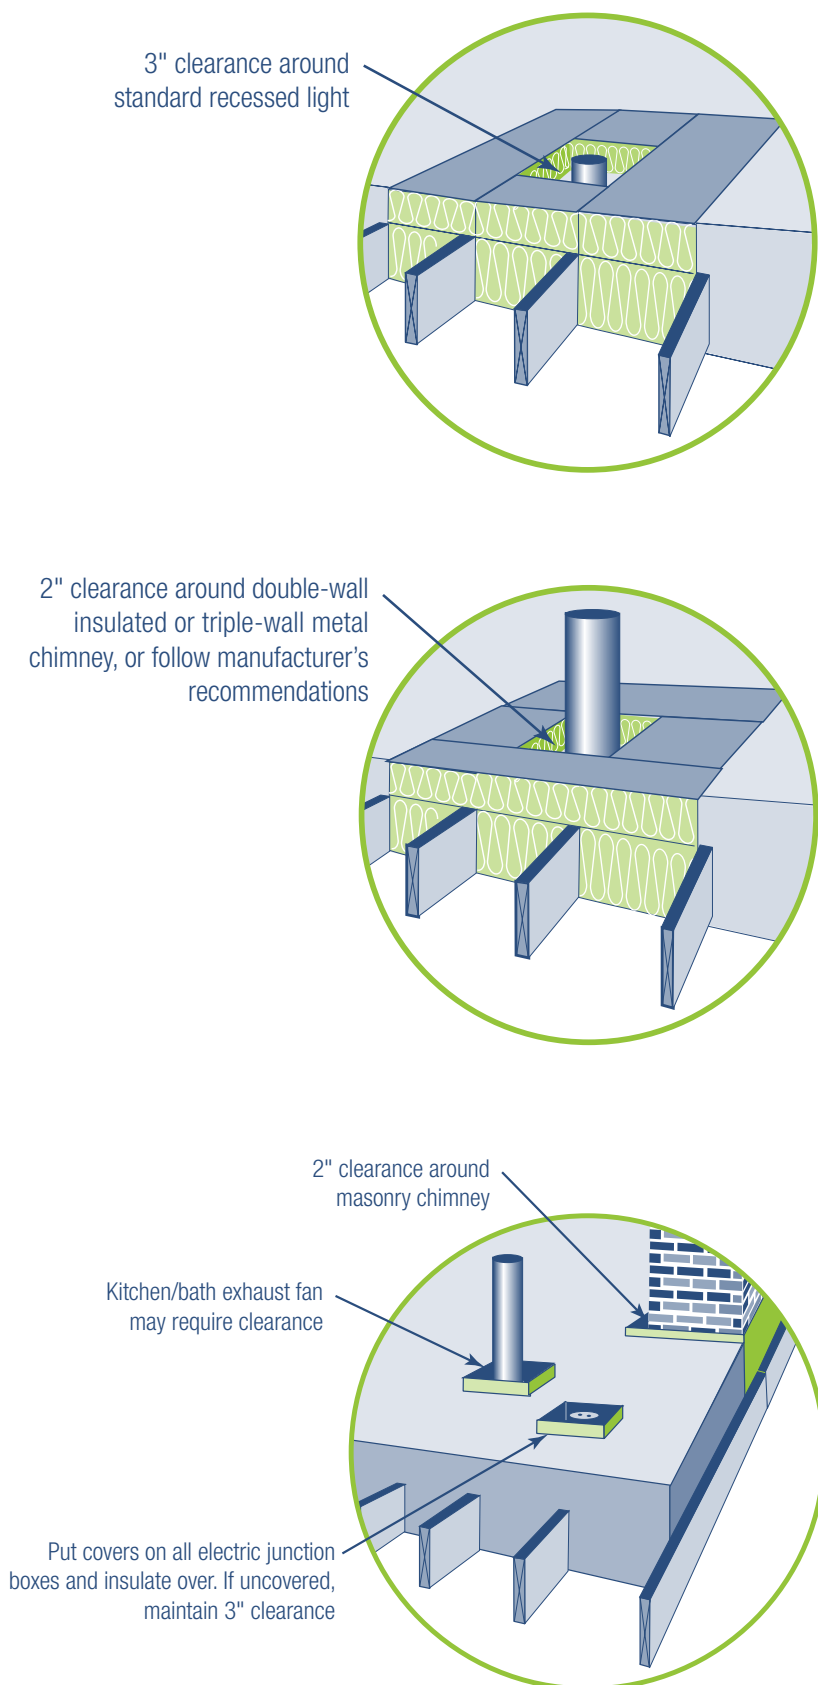 3" clearance around
standard recessed light
2" clearance around double-wall
insulated or triple-wall metal
chimney, or follow manufacturer’s
recommendations
2" clearance around
masonry chimney
Kitchen/bath exhaust fan
may require clearance
Put covers on all electric junction
boxes and insulate over. If uncovered,
maintain 3" clearance